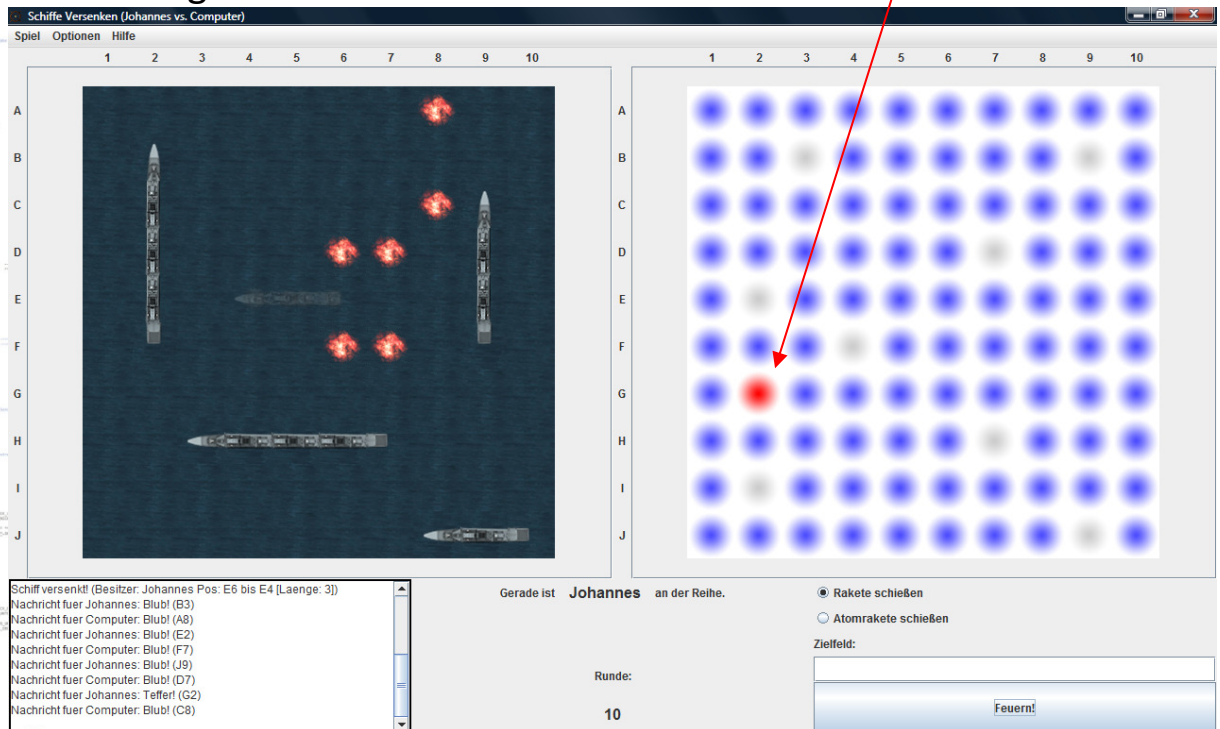 Schiffe Versenken (Johannes vs. Computer)
Spiel Optionen Hilfe
1 2 3 4 5 6 7 8 9 10
1 2 3 4 5 6 7 8 9 10
A A
B B
C C
D D
E E
F F
G G
H H
I I
J J
Schiff versenkt! (Besitzer: Johannes Pos: E6 bis E4 [Laenge: 3])
Nachricht fuer Johannes: Blub! (B3)
Nachricht fuer Computer: Blub! (A8)
Nachricht fuer Johannes: Blub! (E2)
Nachricht fuer Computer: Blub! (F7)
Nachricht fuer Johannes: Blub! (J9)
Nachricht fuer Computer: Blub! (D7)
Nachricht fuer Johannes: Teffer! (G2)
Nachricht fuer Computer: Blub! (C8)
Gerade ist Johannes an der Reihe.
Runde:
10
Rakete schießen
Atomrakete schießen
Zielfeld:
Feuern!